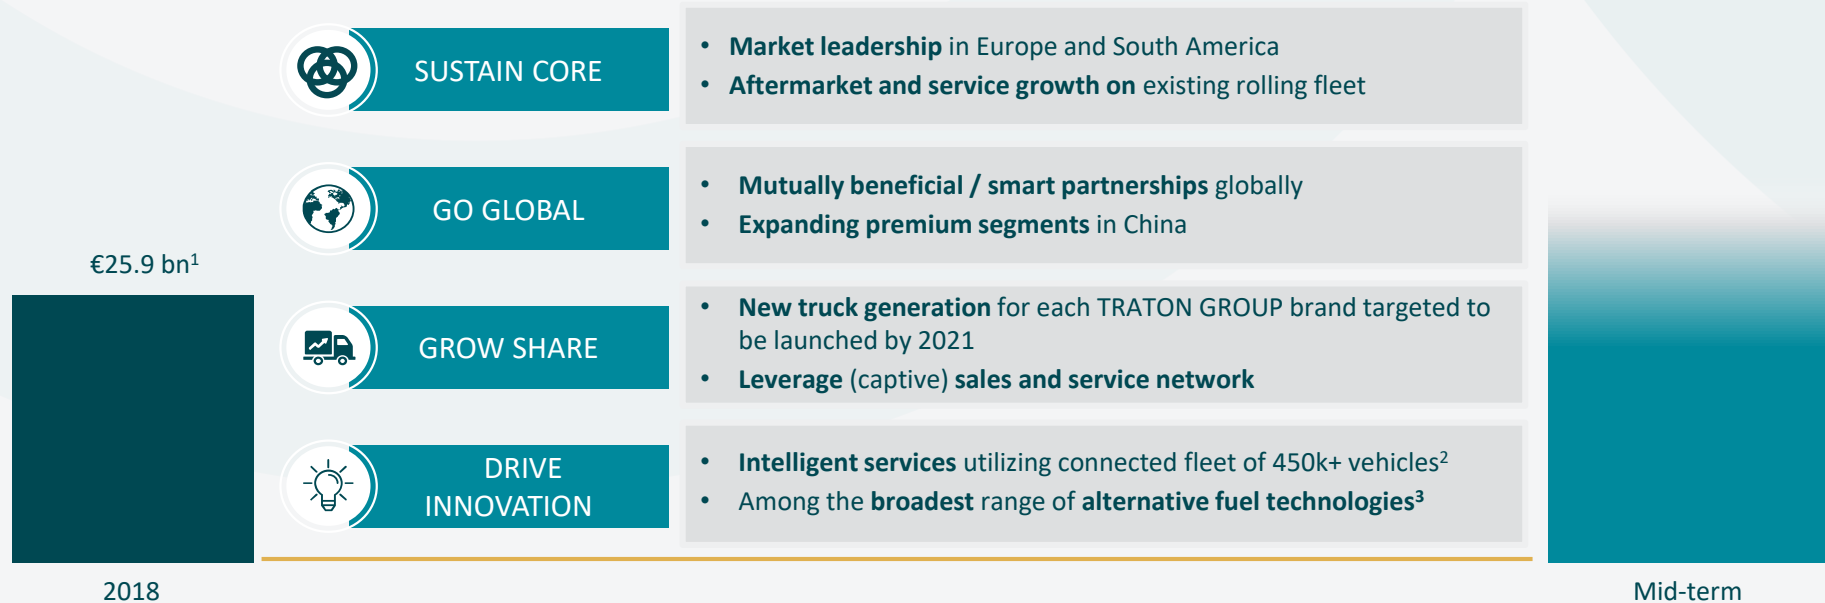 €25.9 bn¹
2018
SUSTAIN CORE
• Market leadership in Europe and South America
• Aftermarket and service growth on existing rolling fleet
GO GLOBAL
• Mutually beneficial / smart partnerships globally
• Expanding premium segments in China
GROW SHARE
• New truck generation for each TRATON GROUP brand targeted to
be launched by 2021
• Leverage (captive) sales and service network
DRIVE
INNOVATION
• Intelligent services utilizing connected fleet of 450k+ vehicles²
• Among the broadest range of alternative fuel technologies³
Mid-term